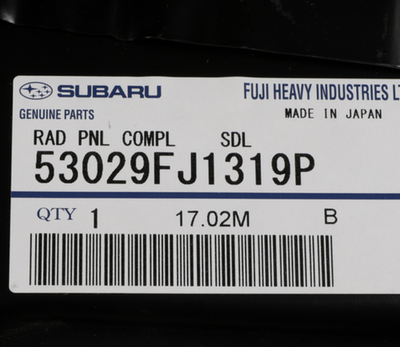 SUBARU FUJI HEAVY INDUSTRIES
GENUINE PARTS MADE IN JAPAN
RAD PNL COMPL SDL
53029FJ1319P
QTY 1 17.02M B